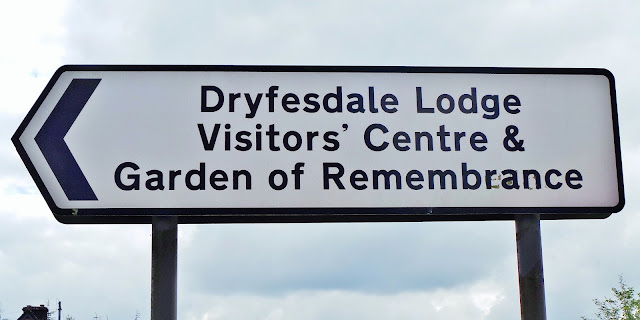 Dryfesdale Lodge
Visitors' Centre &
Garden of Remembrance